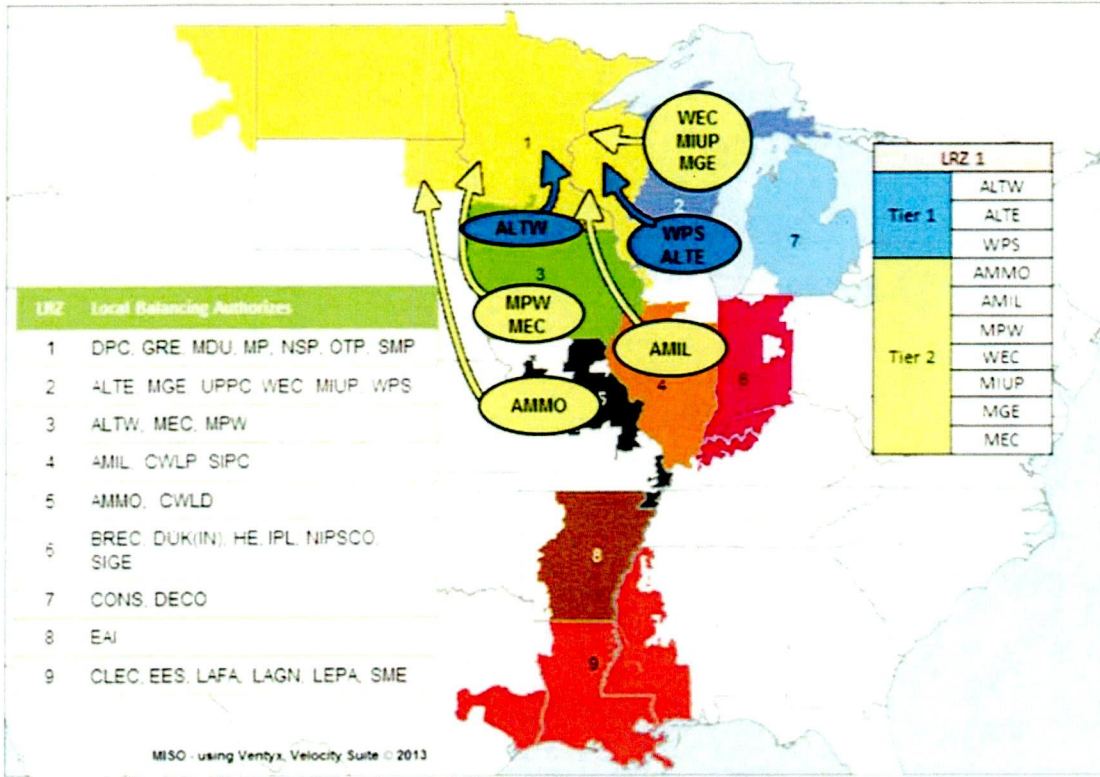 WEC
MIUP
MGE
1
ALTW
WPS
ALTE
2
7
3
MPW
MEC
AMIL
4
6
AMMO
5
8
9
LRZ 1
Tier 1
ALTW
ALTE
WPS
Tier 2
AMMO
AMIL
MPW
WEC
MIUP
MGE
MEC
LRZ Local Balancing Authorizes
1 DPC, GRE, MDU, MP, NSP, OTP, SMP
2 ALTE, MGE, UPPC, WEC, MIUP, WPS
3 ALTW, MEC, MPW
4 AMIL, CWLP, SIPC
5 AMMO, CWLD
6 BREC, DUK(IN), HE, IPL, NIPSCO,
SIGE
7 CONS, DECO
8 EAI
9 CLEC, EES, LAFA, LAGN, LEPA, SME
MISO - using Ventyx, Velocity Suite © 2013